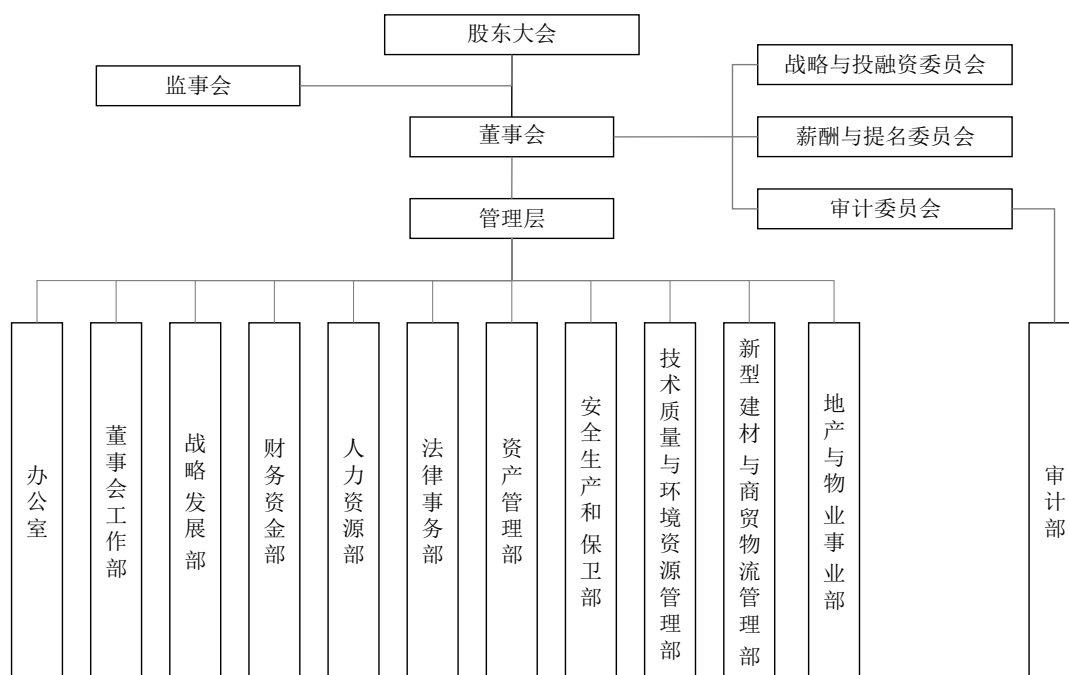 股东大会
监事会
战略与投融资委员会
董事会
薪酬与提名委员会
管理层
审计委员会
办公室
董事会工作部
战略发展部
财务资金部
人力资源部
法律事务部
资产管理部
安全生产和保卫部
技术质量与环境资源管理部
新型建材与商贸物流管理部
地产与物业事业部
审计部